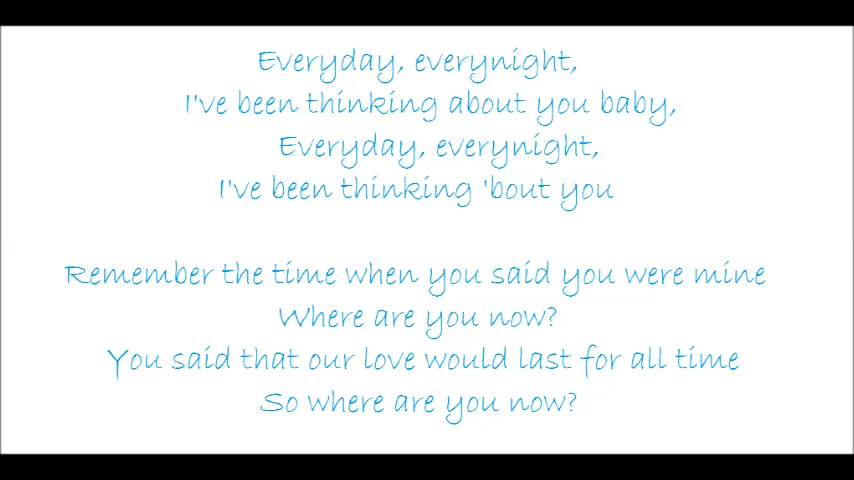 Everyday, everynight,
I've been thinking about you baby,
Everyday, everynight,
I've been thinking 'bout you
Remember the time when you said you were mine
Where are you now?
You said that our love would last for all time
So where are you now?